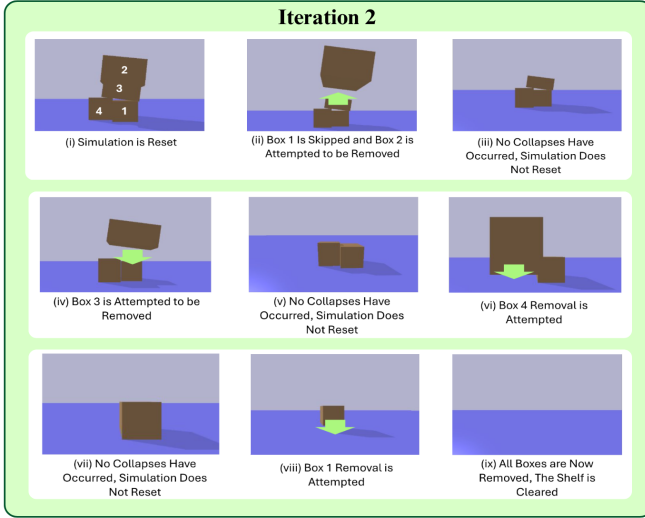 Iteration 2
2
3
4 1
(i) Simulation is Reset
(ii) Box 1 Is Skipped and Box 2 is
Attempted to be Removed
(iii) No Collapses Have
Occurred, Simulation Does
Not Reset
(iv) Box 3 is Attempted to be
Removed
(v) No Collapses Have
Occurred, Simulation Does
Not Reset
(vi) Box 4 Removal is
Attempted
(vii) No Collapses Have
Occurred, Simulation Does
Not Reset
(viii) Box 1 Removal is
Attempted
(ix) All Boxes are Now
Removed, The Shelf is
Cleared